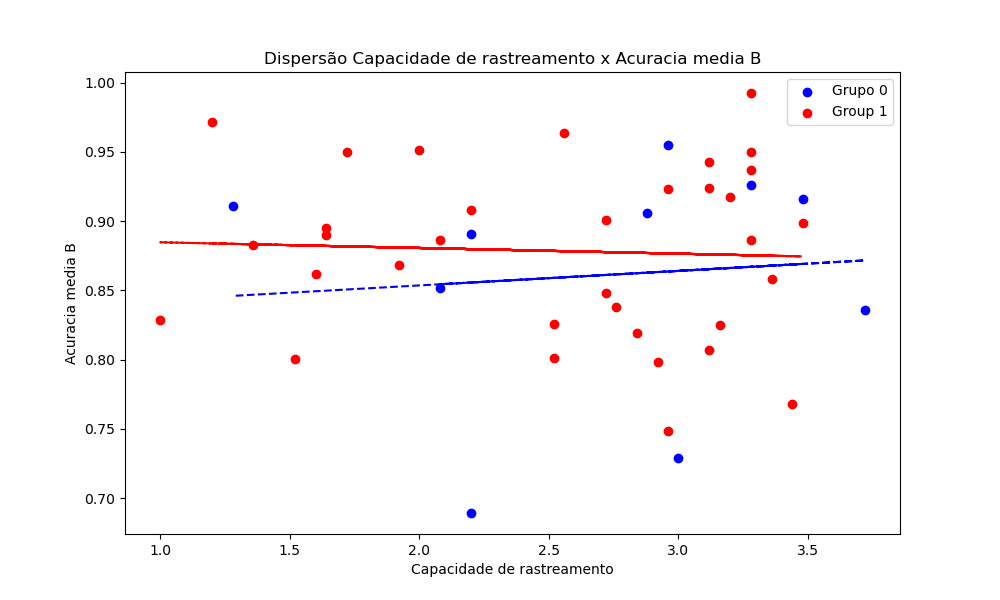 Dispersão Capacidade de rastreamento x Acuracia media B
Grupo 0
Group 1
Acuracia media B
1.00
0.95
0.90
0.85
0.80
0.75
0.70
1.0 1.5 2.0 2.5 3.0 3.5
Capacidade de rastreamento